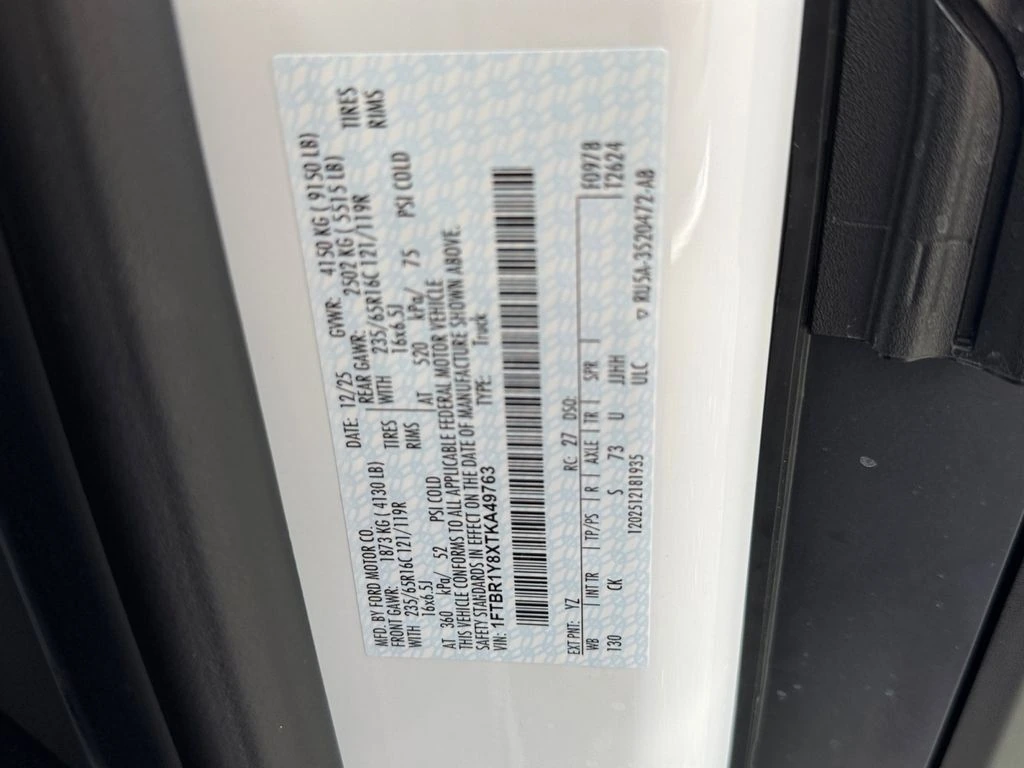 MFD. BY FORD MOTOR CO.
DATE: 12/25 GVWR: 4150 KG ( 9150 LB)
FRONT GAWR: 1873 KG ( 4130 LB) REAR GAWR: 2502 KG ( 5515 LB)
WITH 235/65R16C 121/119R TIRES WITH 235/65R16C 121/119R TIRES
16x6.5J RIMS 16x6.5J RIMS
AT 360 kPa/ 52 PSI COLD AT 520 kPa/ 75 PSI COLD
THIS VEHICLE CONFORMS TO ALL APPLICABLE FEDERAL MOTOR VEHICLE
SAFETY STANDARDS IN EFFECT ON THE DATE OF MANUFACTURE SHOWN ABOVE.
VIN: 1FTBR1Y8XTKA49763 TYPE: Truck
EXT PNT: YZ RC: 27 DSO: F0978
WB INT TR TP/PS R AXLE TR SPR T2624
130 CK S 73 U JJHH
1202512181935 ULC ▽ RU5A-3520472-AB